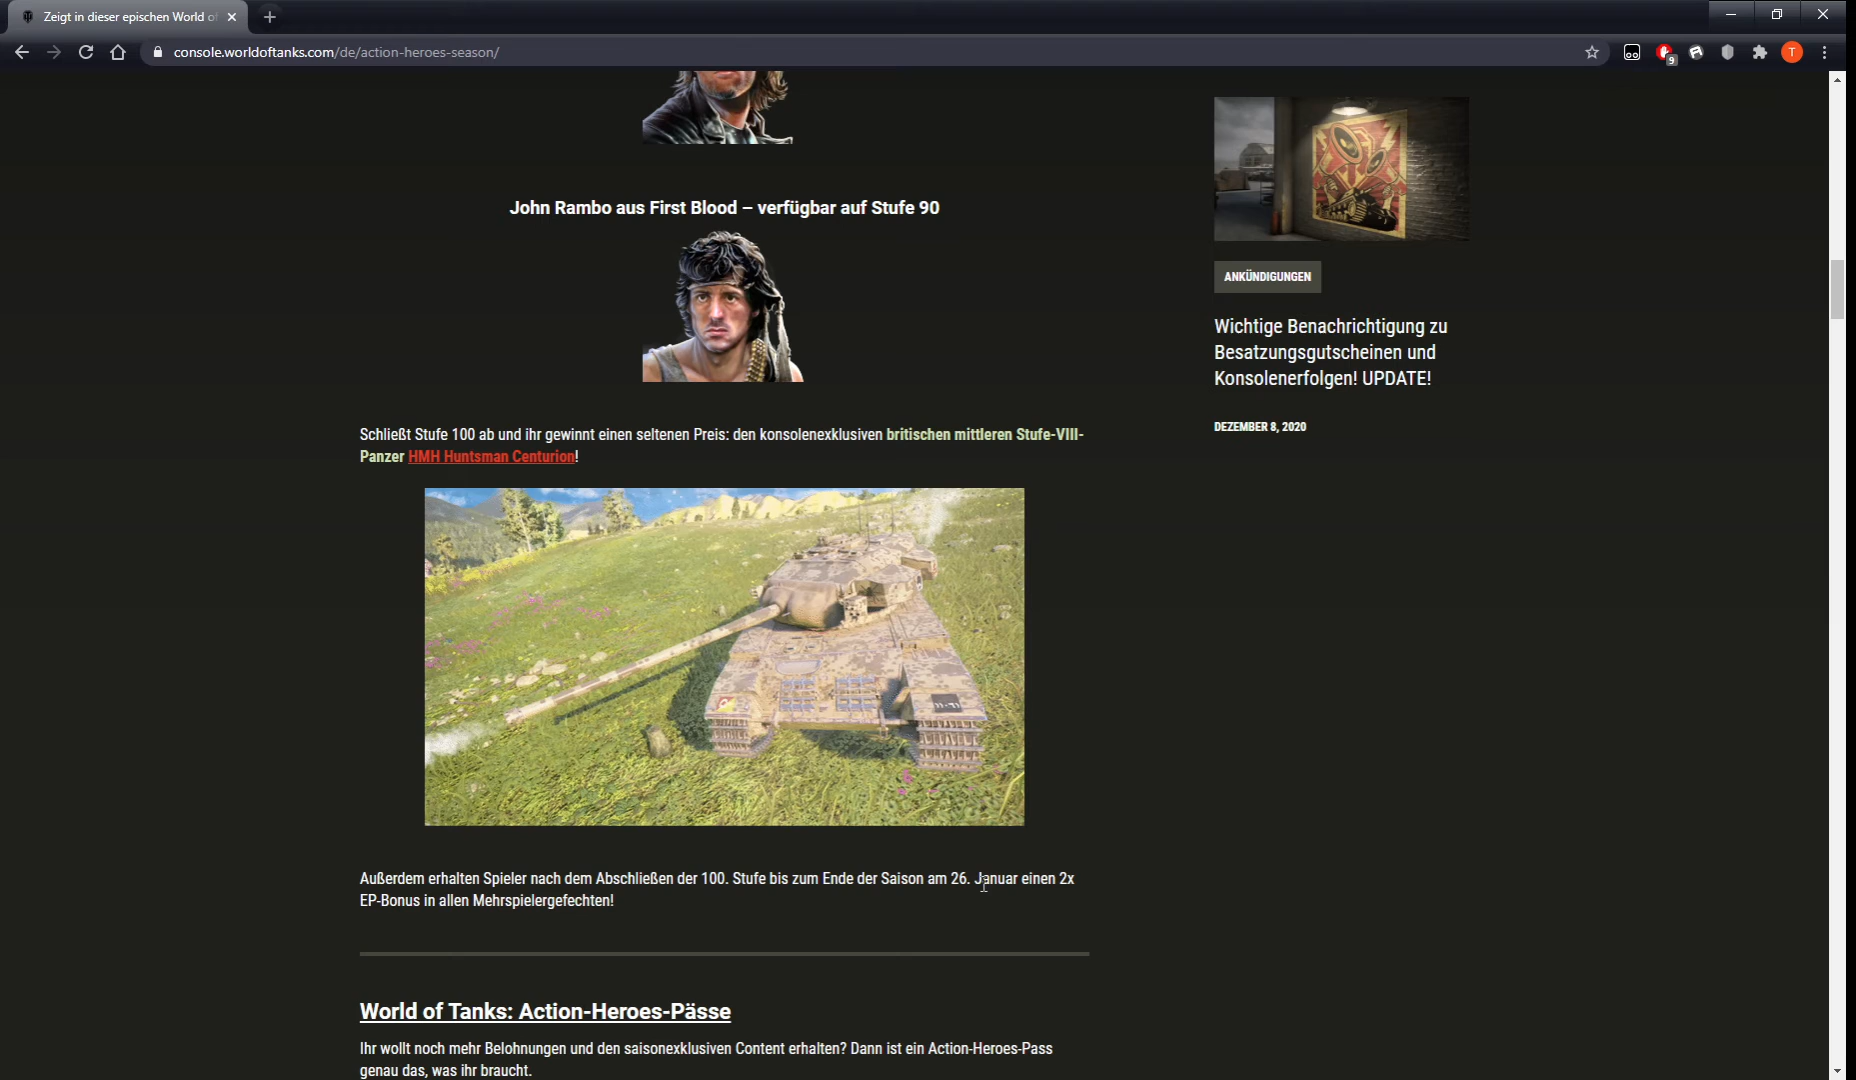 Zeigt in dieser epischen World of
console.worldoftanks.com/de/action-heroes-season/
9
T
John Rambo aus First Blood – verfügbar auf Stufe 90
Schließt Stufe 100 ab und ihr gewinnt einen seltenen Preis: den konsolenexklusiven britischen mittleren Stufe-VIII-
Panzer HMH Huntsman Centurion!
Außerdem erhalten Spieler nach dem Abschließen der 100. Stufe bis zum Ende der Saison am 26. Januar einen 2x
EP-Bonus in allen Mehrspielergefechten!
World of Tanks: Action-Heroes-Pässe
Ihr wollt noch mehr Belohnungen und den saisonexklusiven Content erhalten? Dann ist ein Action-Heroes-Pass
genau das, was ihr braucht.
ANKÜNDIGUNGEN
Wichtige Benachrichtigung zu
Besatzungsgutscheinen und
Konsolenerfolgen! UPDATE!
DEZEMBER 8, 2020